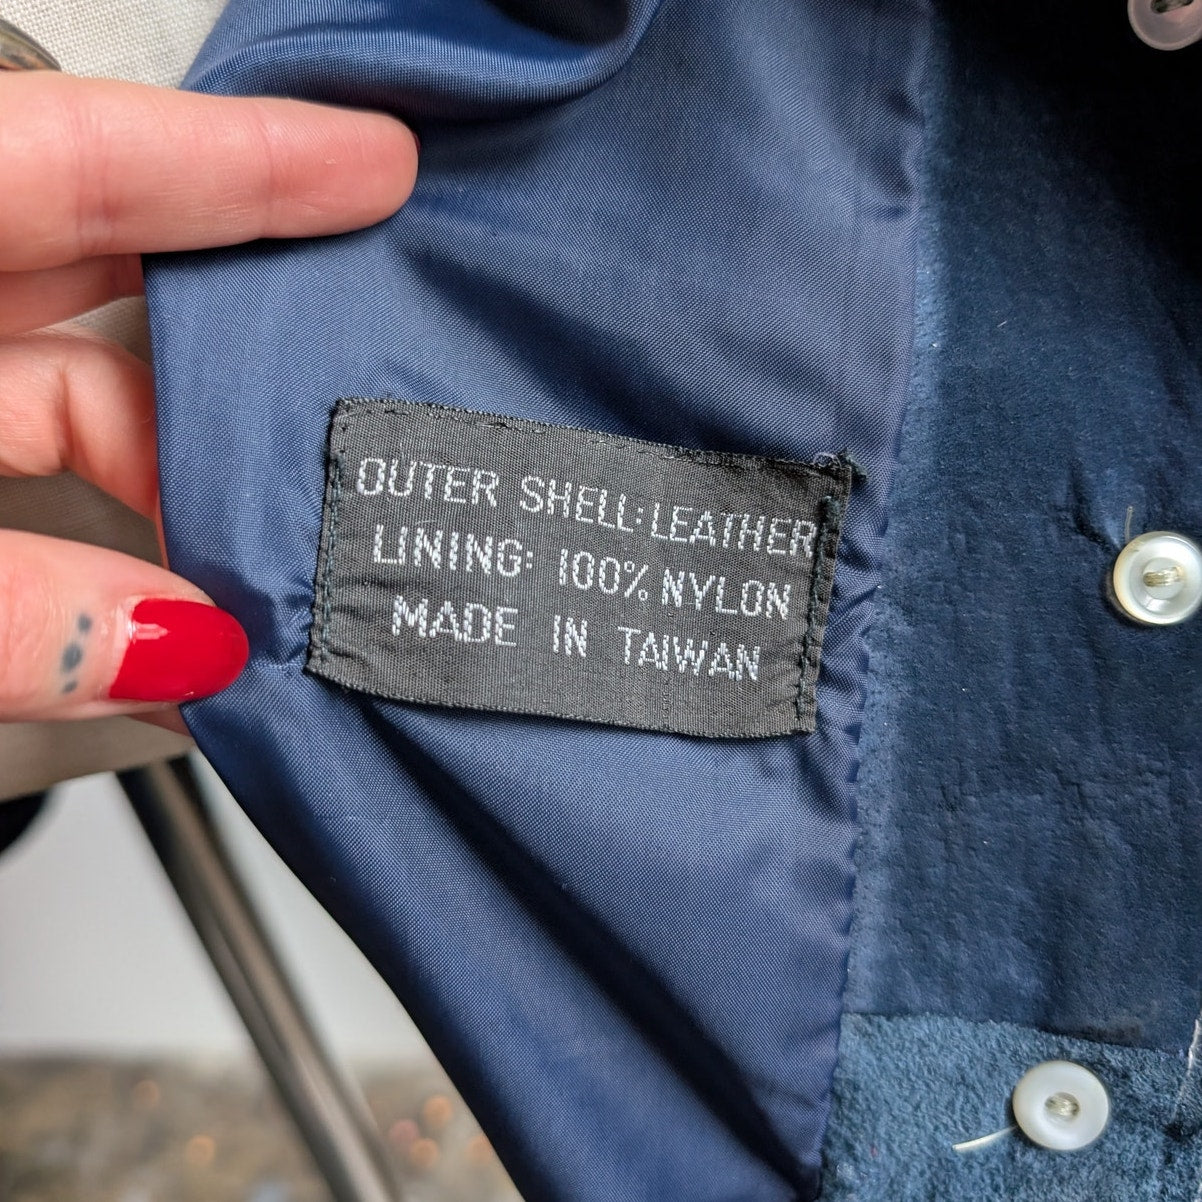 OUTER SHELL: LEATHER
LINING: 100% NYLON
MADE IN TAIWAN